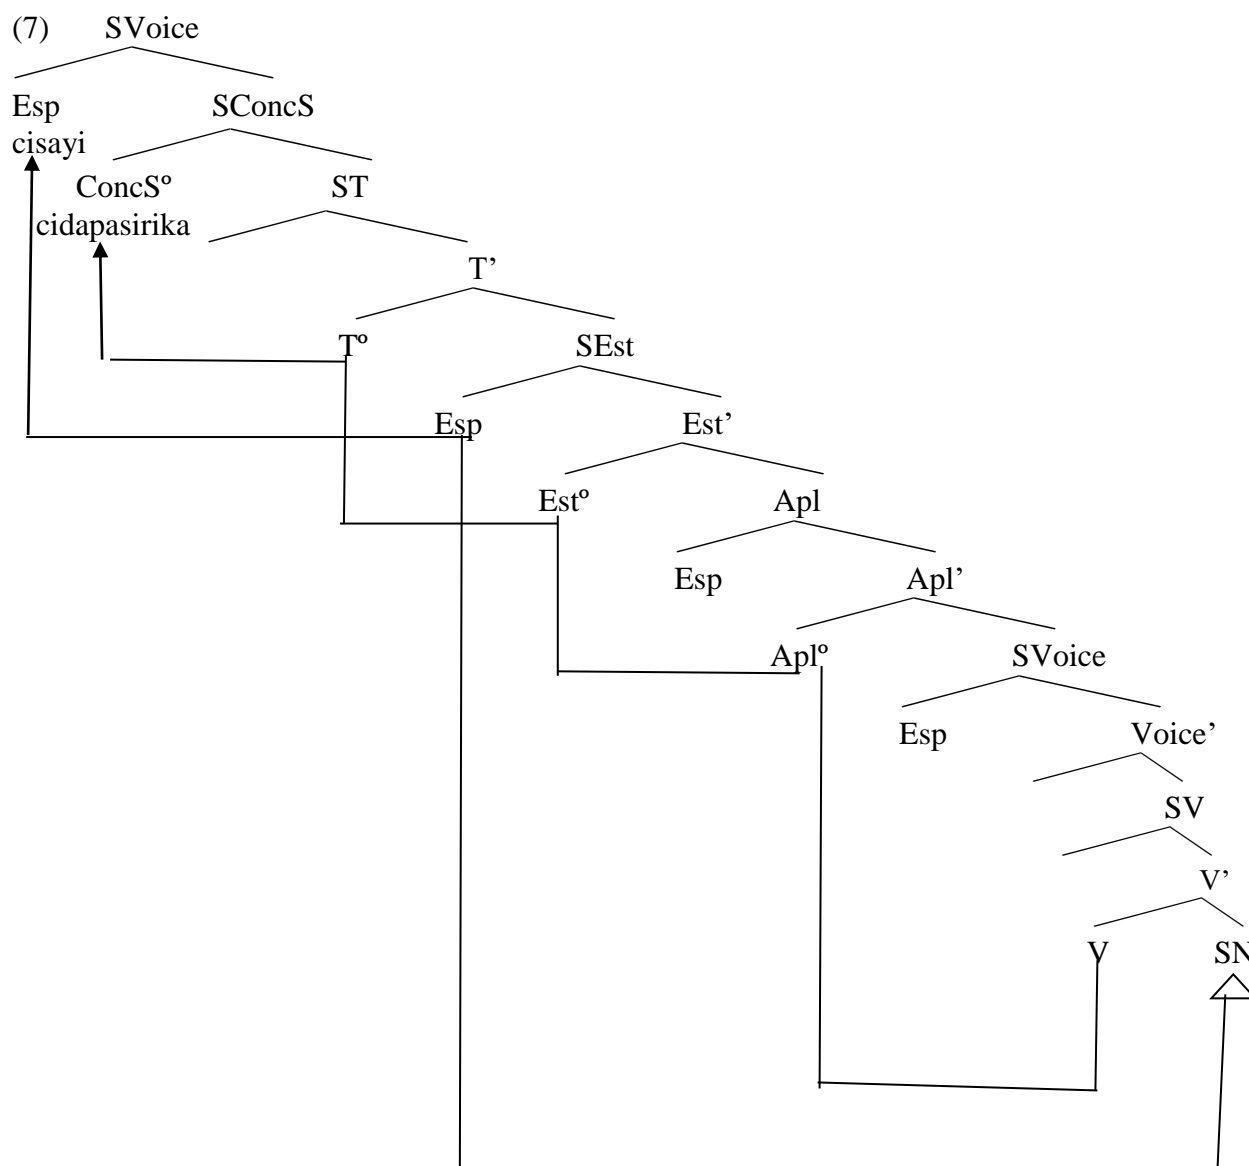 (7) SVoice
Esp SConcS
cisayi
ConcSº ST
cidapasirika
T’
Tº SEst
Esp Est’
Estº Apl
Esp Apl’
Aplº SVoice
Esp Voice’
SV
V’
V SN